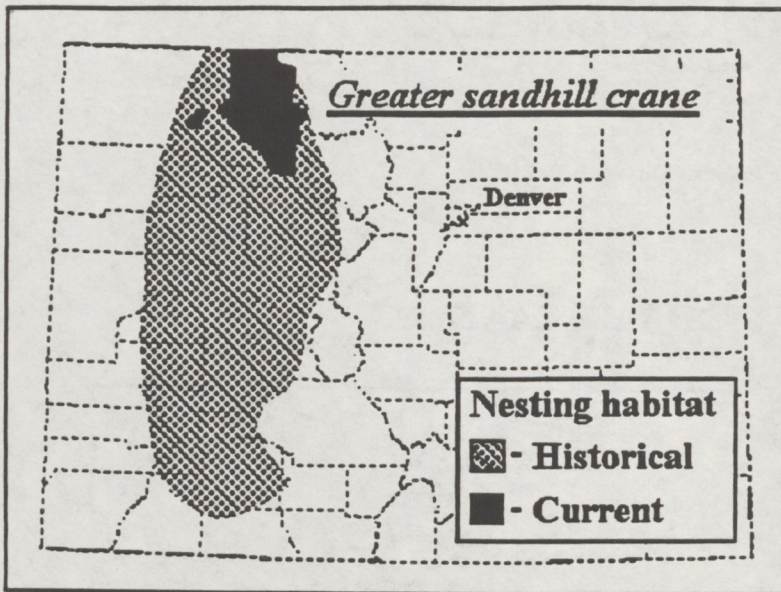 Greater sandhill crane
Denver
Nesting habitat
- Historical
- Current